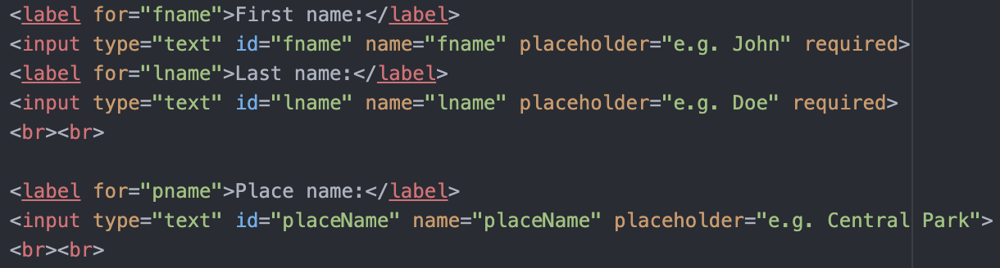 <label for="fname">First name:</label>
<input type="text" id="fname" name="fname" placeholder="e.g. John" required>
<label for="lname">Last name:</label>
<input type="text" id="lname" name="lname" placeholder="e.g. Doe" required>
<br><br>
<label for="pname">Place name:</label>
<input type="text" id="placeName" name="placeName" placeholder="e.g. Central Park">
<br><br>